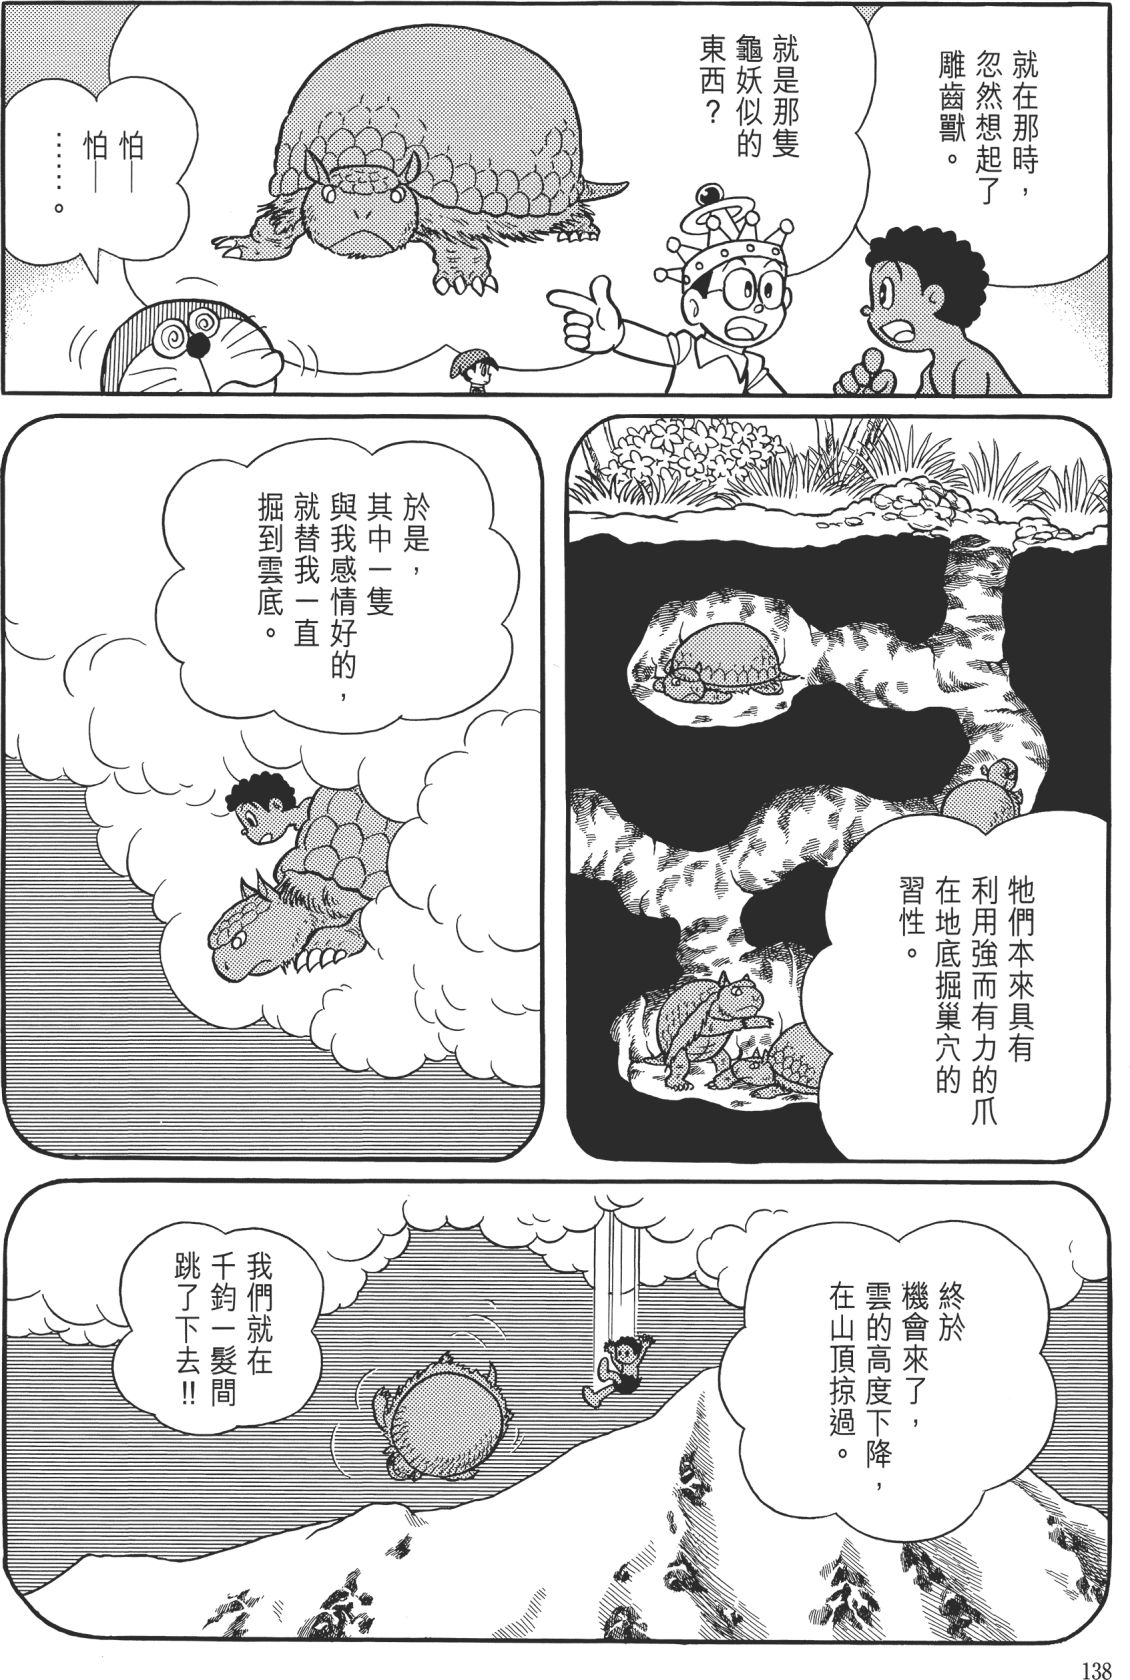 就在那時，
忽然想起了
雕齒獸。
就是那隻
龜妖似的
東西？
怕—
怕—
……。
牠們本來具有
利用強而有力的爪
在地底掘巢穴的
習性。
於是，
其中一隻
與我感情好的，
就替我一直
掘到雲底。
終於
機會來了，
雲的高度下降，
在山頂掠過。
我們就在
千鈞一髮間
跳了下去!!
138